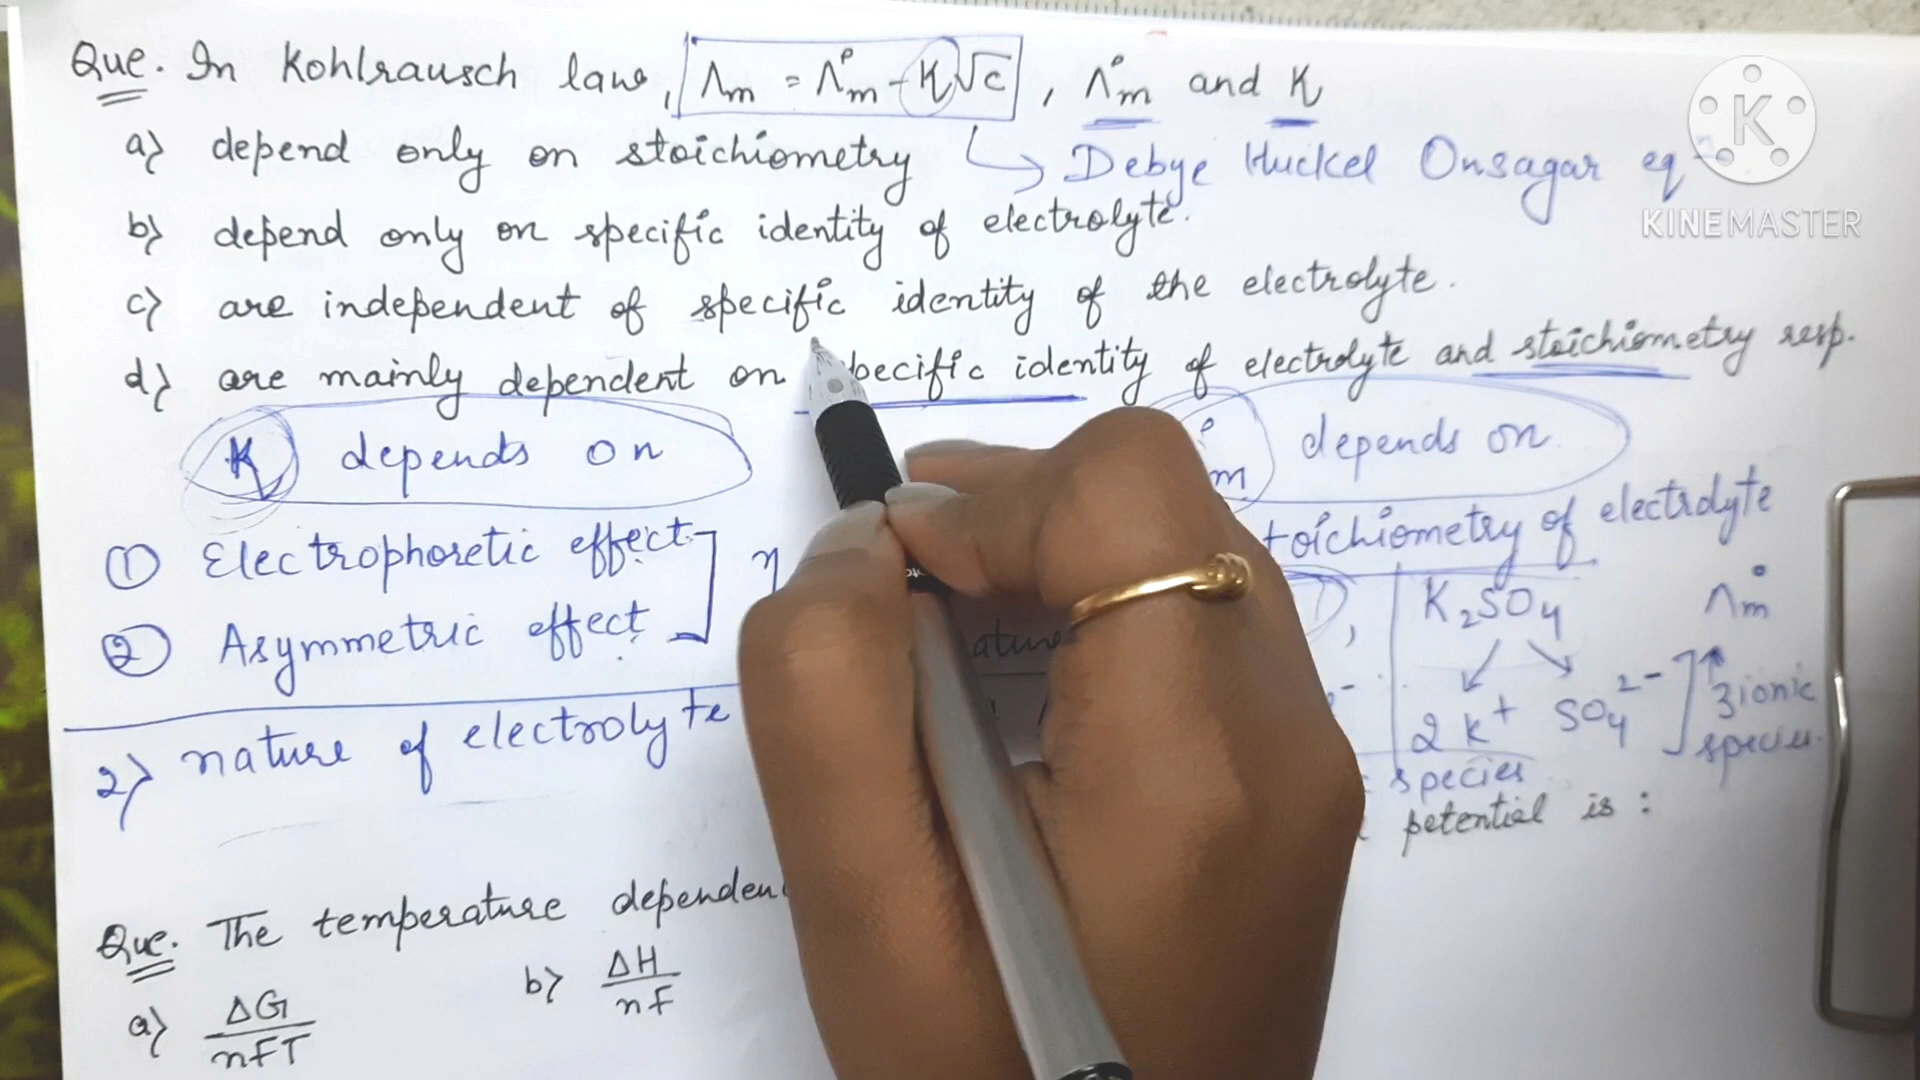 Que. In Kohlrausch law, Λm = Λ°m - K√c , Λ°m and K
a) depend only on stoichiometry
Debye Huckel Onsagar eqn
b) depend only on specific identity of electrolyte.
c) are independent of specific identity of the electrolyte.
d) are mainly dependent on specific identity of electrolyte and stoichiometry resp.
K depends on
° m depends on
① Electrophoretic effect
② Asymmetric effect
η
toichiometry of electrolyte
ature
K2SO4
Λ°m
2K+ SO4 2- ↑ 3 ionic
species.
species
2) nature of electrolyte
potential is :
Que. The temperature dependen
a) ΔG/nFT
b) ΔH/nF
K
KINEMASTER